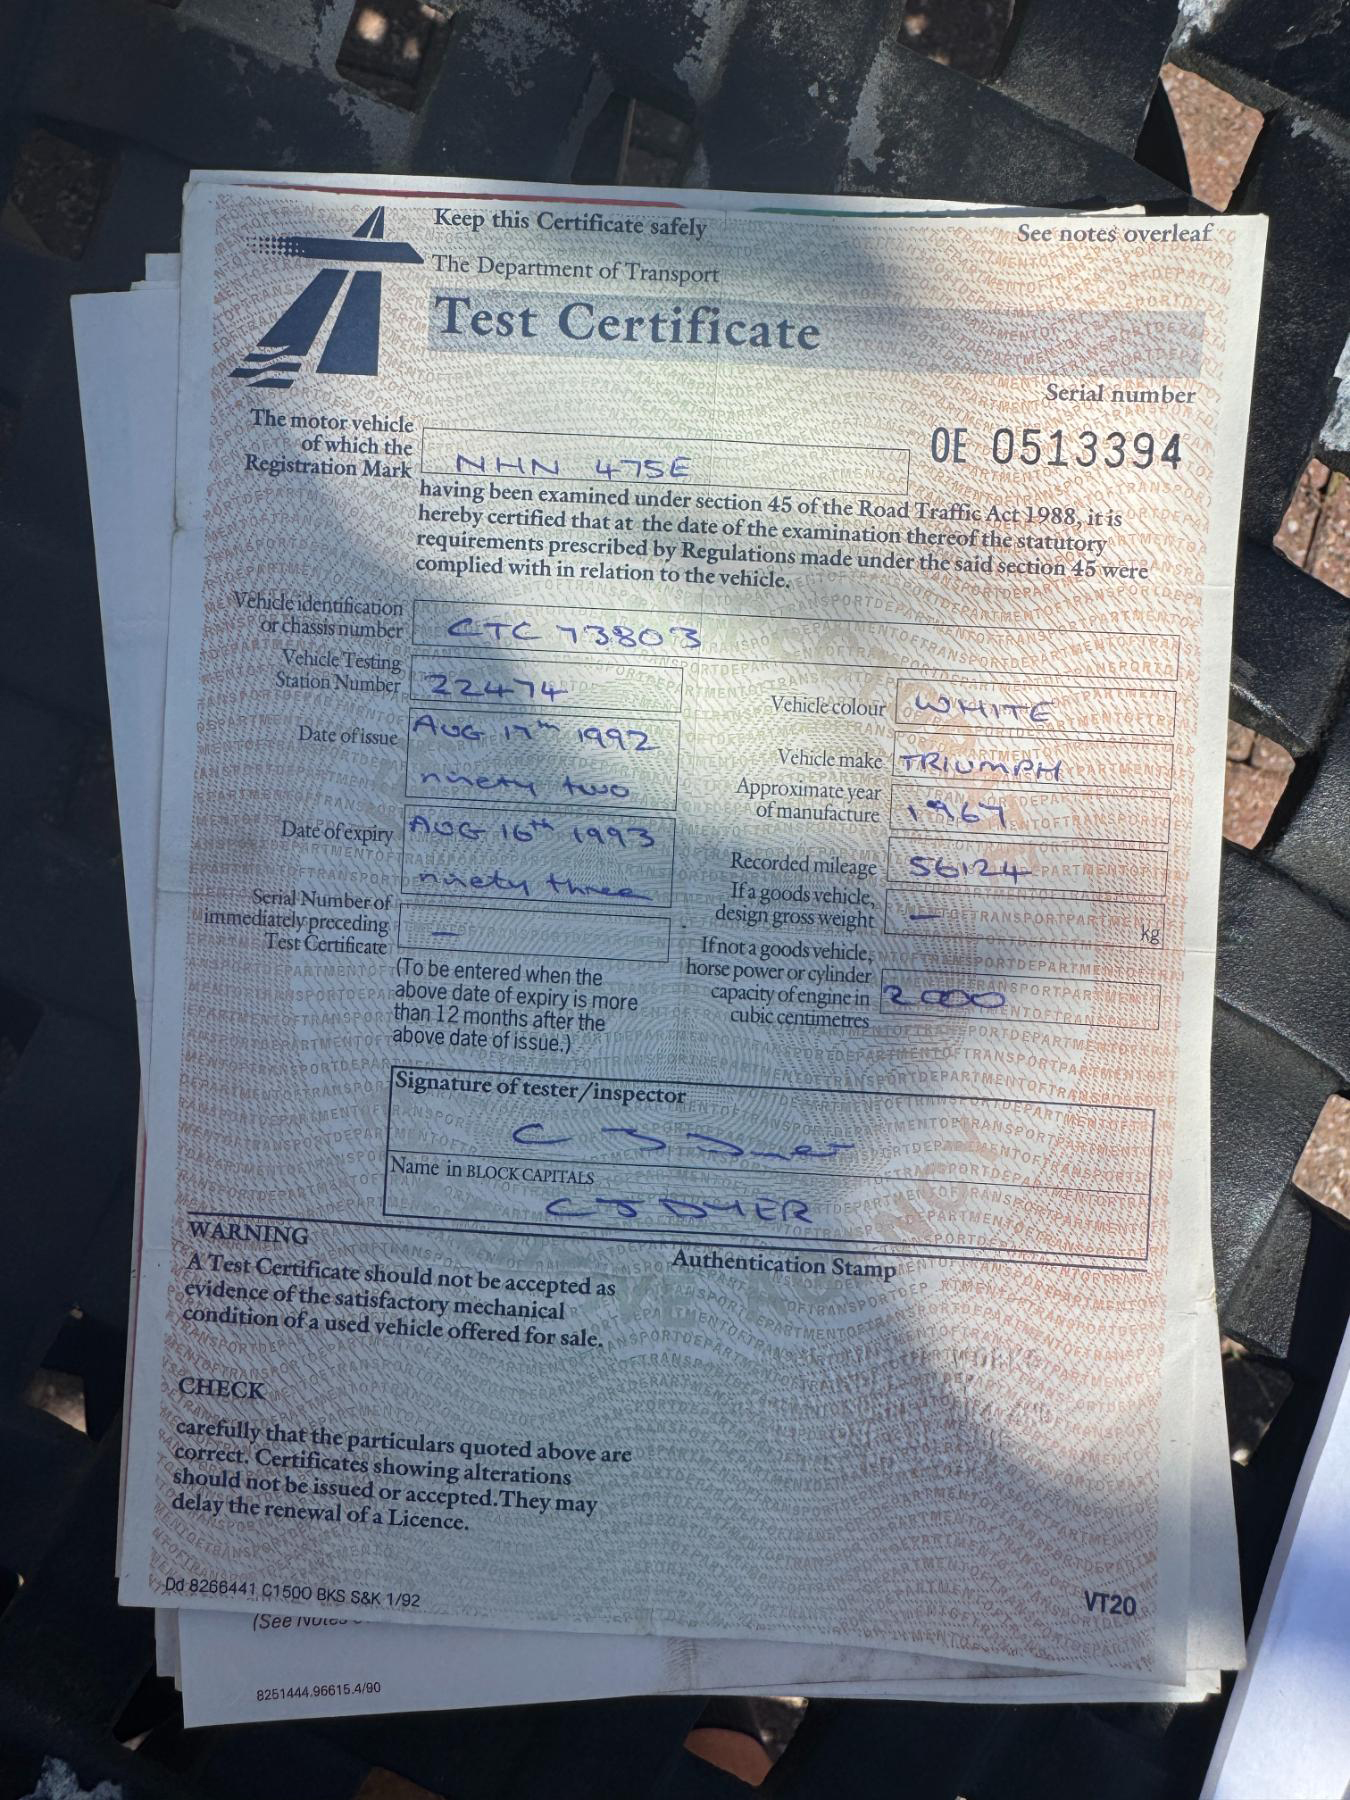 Keep this Certificate safely
See notes overleaf
The Department of Transport
Test Certificate
Serial number
OE 0513394
The motor vehicle
of which the
Registration Mark
NHN 475E
having been examined under section 45 of the Road Traffic Act 1988, it is
hereby certified that at the date of the examination thereof the statutory
requirements prescribed by Regulations made under the said section 45 were
complied with in relation to the vehicle.
Vehicle identification
or chassis number
CTC 73803
Vehicle Testing
Station Number
22474
Vehicle colour
WHITE
Date of issue
AUG 17th 1992
ninety two
Vehicle make
TRIUMPH
Approximate year
of manufacture
1967
Date of expiry
AUG 16th 1993
ninety three
Recorded mileage
56124
If a goods vehicle,
design gross weight
—
kg
Serial Number of
immediately preceding
Test Certificate
—
(To be entered when the
above date of expiry is more
than 12 months after the
above date of issue.)
If not a goods vehicle,
horse power or cylinder
capacity of engine in
cubic centimetres
2000
Signature of tester/inspector
C J Dyer
Name in BLOCK CAPITALS
C J DYER
WARNING
A Test Certificate should not be accepted as
evidence of the satisfactory mechanical
condition of a used vehicle offered for sale.
Authentication Stamp
CHECK
carefully that the particulars quoted above are
correct. Certificates showing alterations
should not be issued or accepted. They may
delay the renewal of a Licence.
Dd 8266441 C1500 BKS S&K 1/92
VT20
(See Notes
8251444.96615.4/90